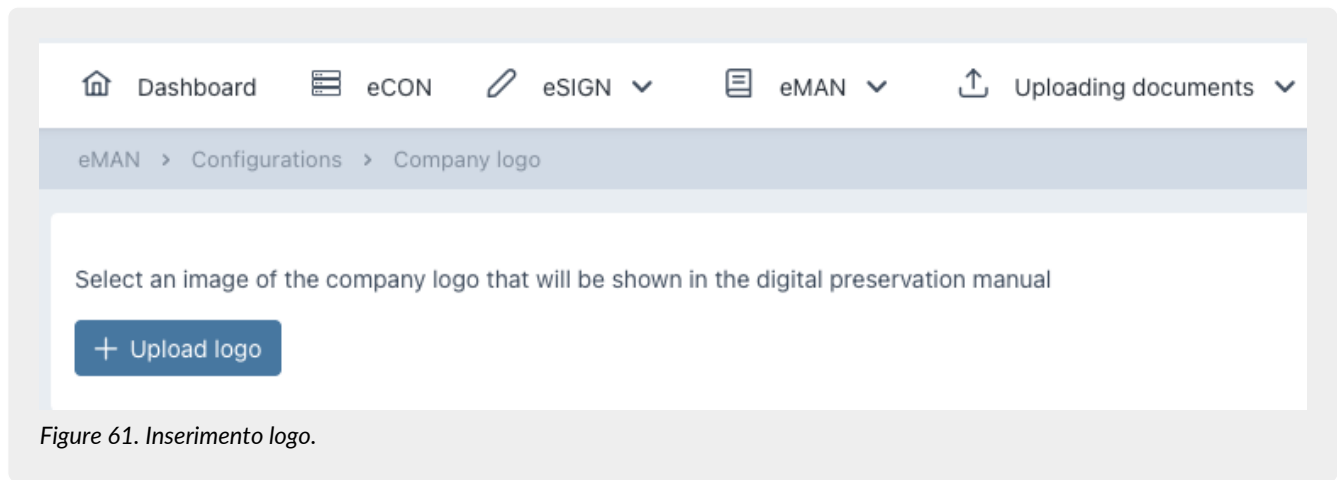 Dashboard eCON eSIGN eMAN Uploading documents
eMAN > Configurations > Company logo
Select an image of the company logo that will be shown in the digital preservation manual
+ Upload logo
Figure 61. Inserimento logo.